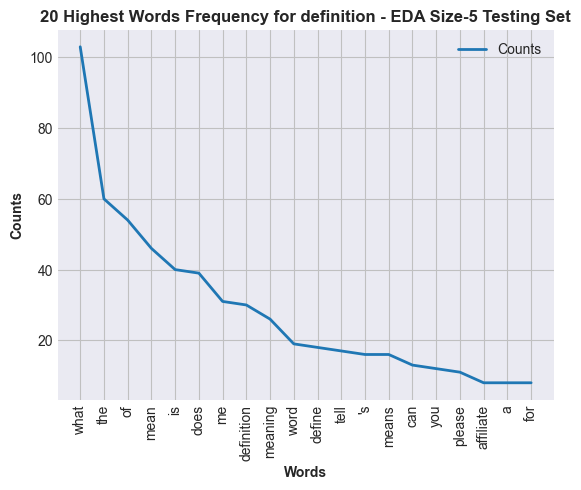 20 Highest Words Frequency for definition - EDA Size-5 Testing Set
Counts
Counts
100
80
60
40
20
what
the
of
mean
is
does
me
definition
meaning
word
define
tell
's
means
can
you
please
affiliate
a
for
Words